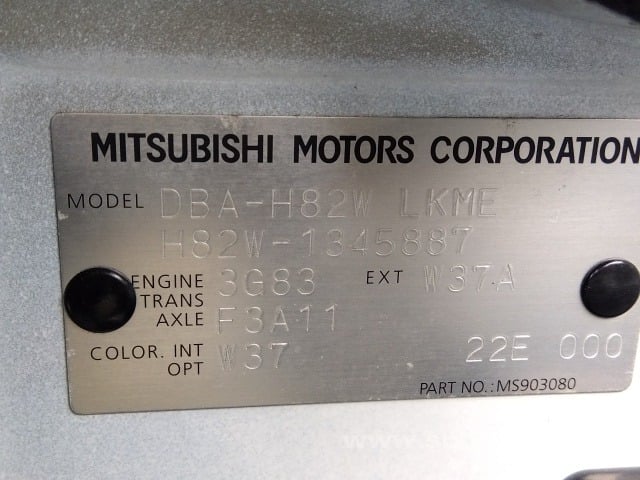 MITSUBISHI MOTORS CORPORATION
MODEL DBA-H82W LKME
H82W-1345887
ENGINE 3G83 EXT W37A
TRANS
AXLE F3A11
COLOR. INT W37 22E 000
OPT
PART NO.: MS903080